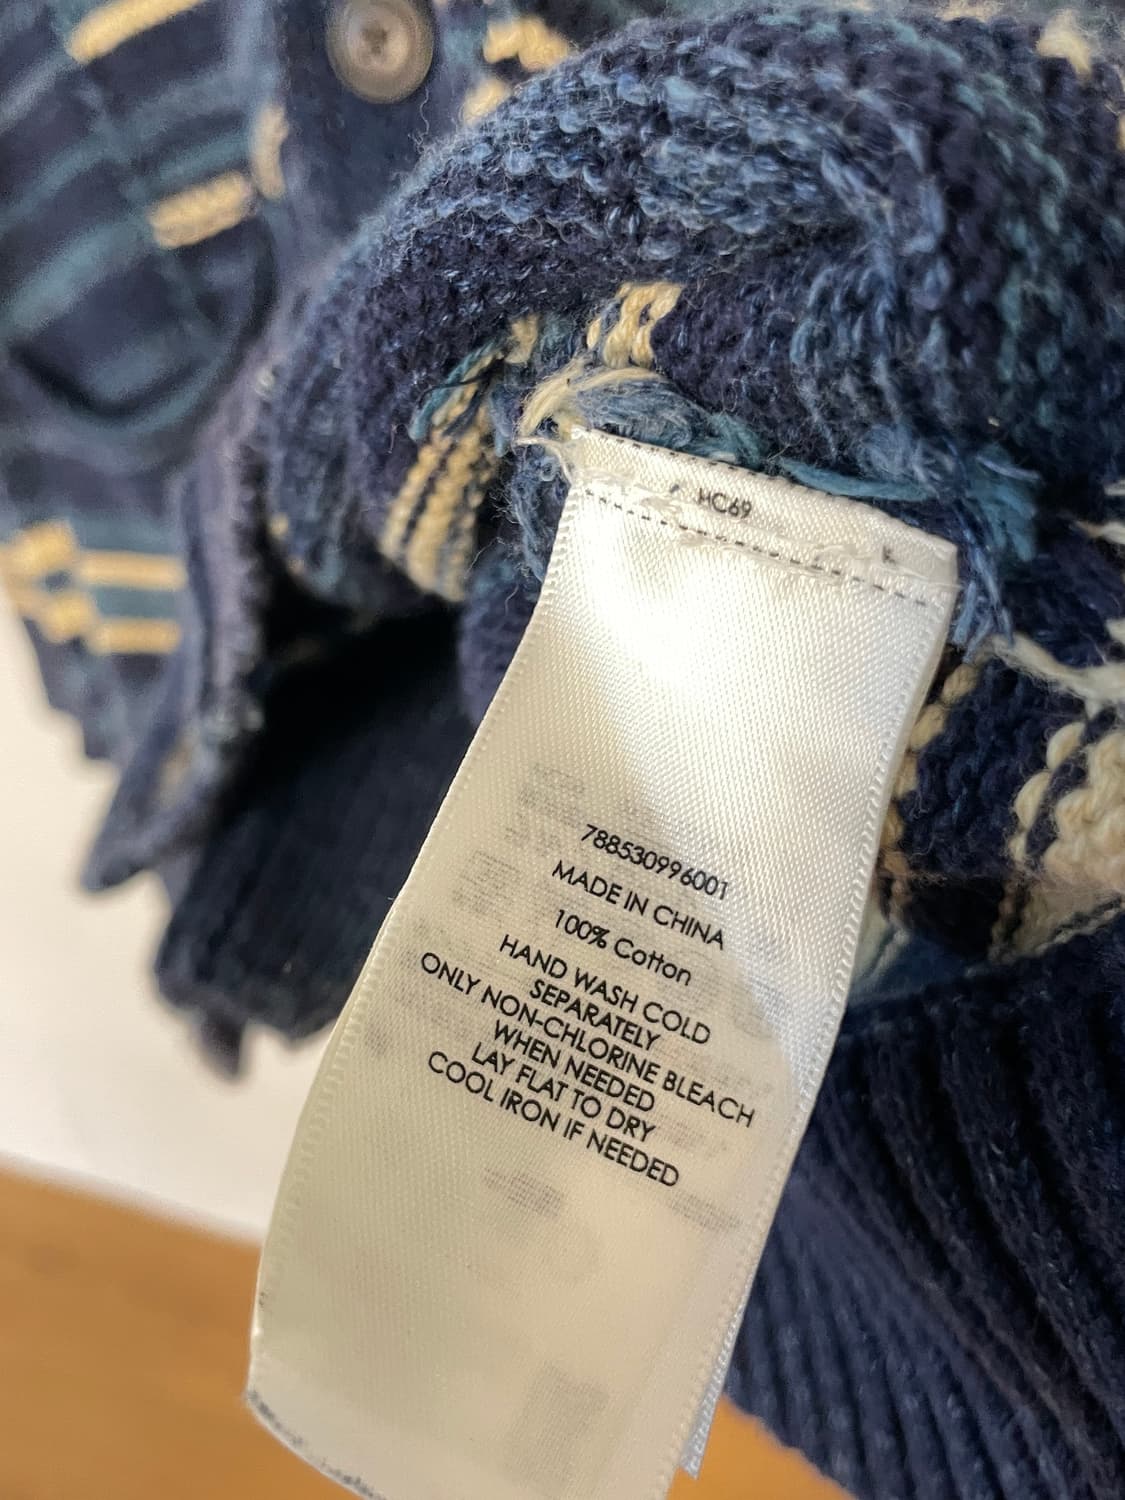 HC69
788530996001
MADE IN CHINA
100% Cotton
HAND WASH COLD
SEPARATELY
ONLY NON-CHLORINE BLEACH
WHEN NEEDED
LAY FLAT TO DRY
COOL IRON IF NEEDED